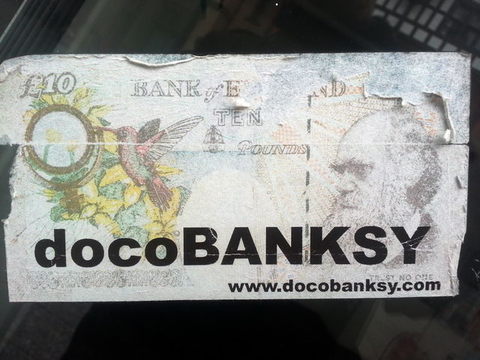 £10
BANK of E ND
TEN
POUNDS
docoBANKSY
TRUST NO ONE
www.docobanksy.com